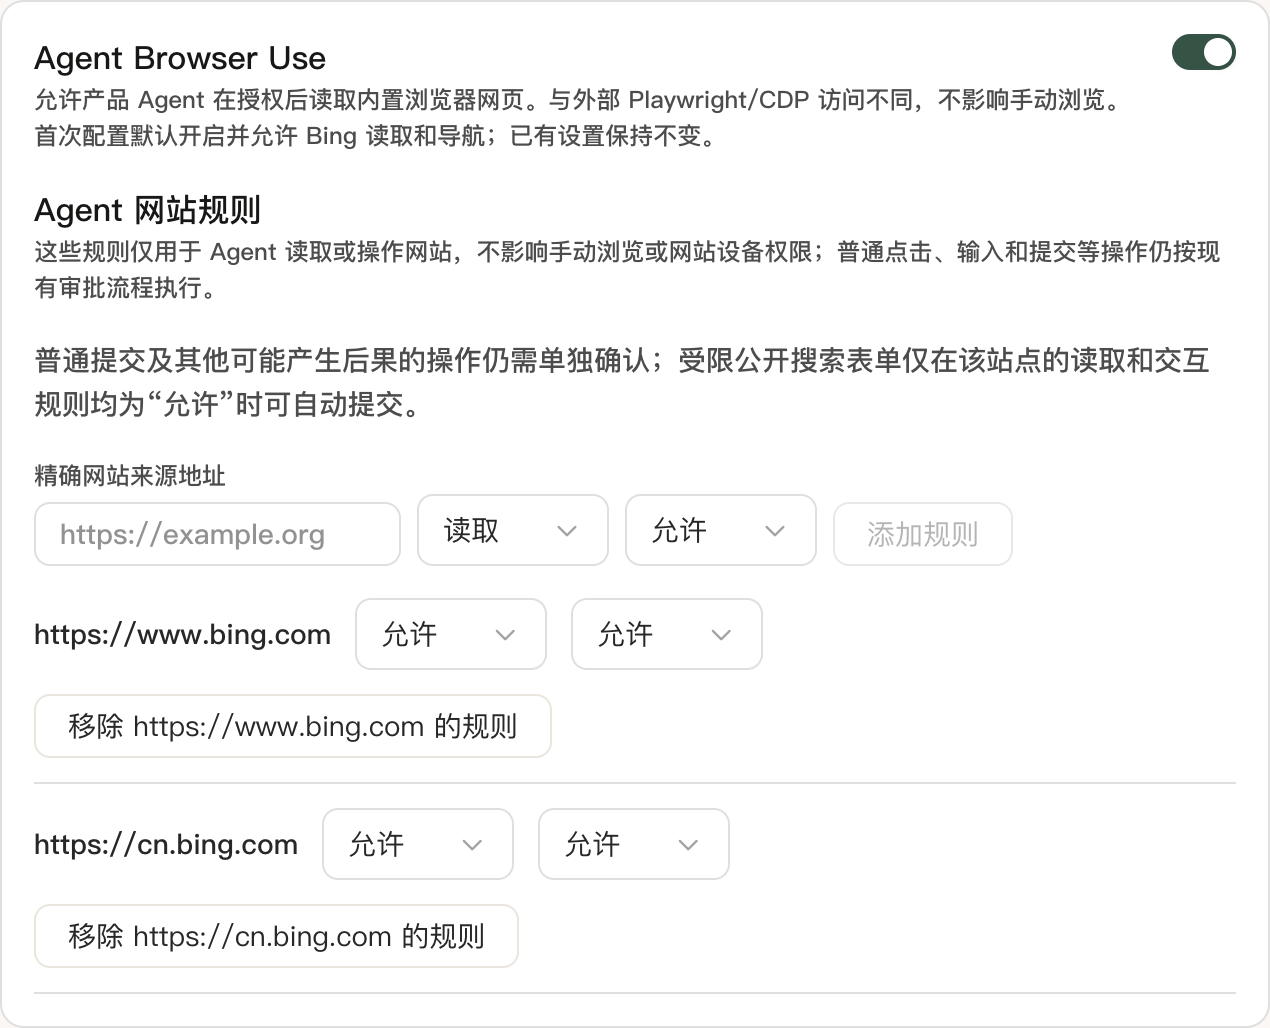 Agent Browser Use
允许产品 Agent 在授权后读取内置浏览器网页。与外部 Playwright/CDP 访问不同，不影响手动浏览。
首次配置默认开启并允许 Bing 读取和导航；已有设置保持不变。
Agent 网站规则
这些规则仅用于 Agent 读取或操作网站，不影响手动浏览或网站设备权限；普通点击、输入和提交等操作仍按现
有审批流程执行。
普通提交及其他可能产生后果的操作仍需单独确认；受限公开搜索表单仅在该站点的读取和交互
规则均为“允许”时可自动提交。
精确网站来源地址
https://example.org 读取 允许 添加规则
https://www.bing.com 允许 允许
移除 https://www.bing.com 的规则
https://cn.bing.com 允许 允许
移除 https://cn.bing.com 的规则